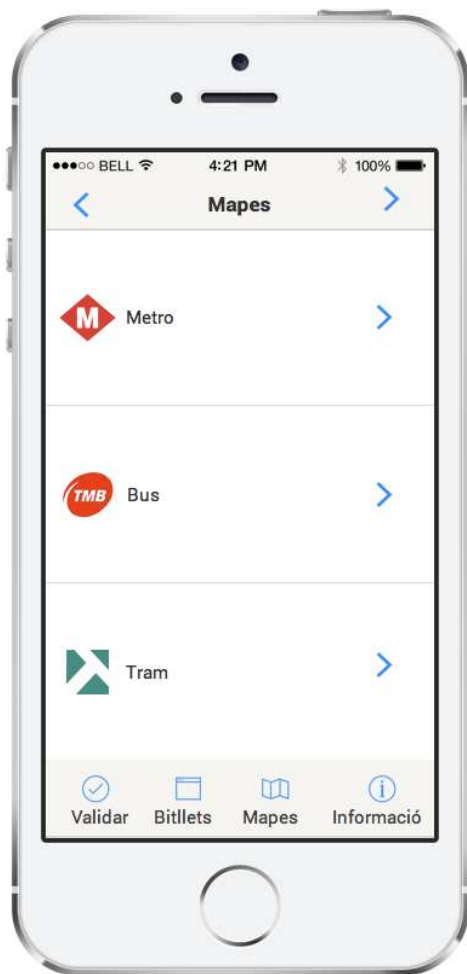 BELL 4:21 PM 100%
Mapes
M Metro
TMB Bus
Tram
Validar Bitllets Mapes Informació